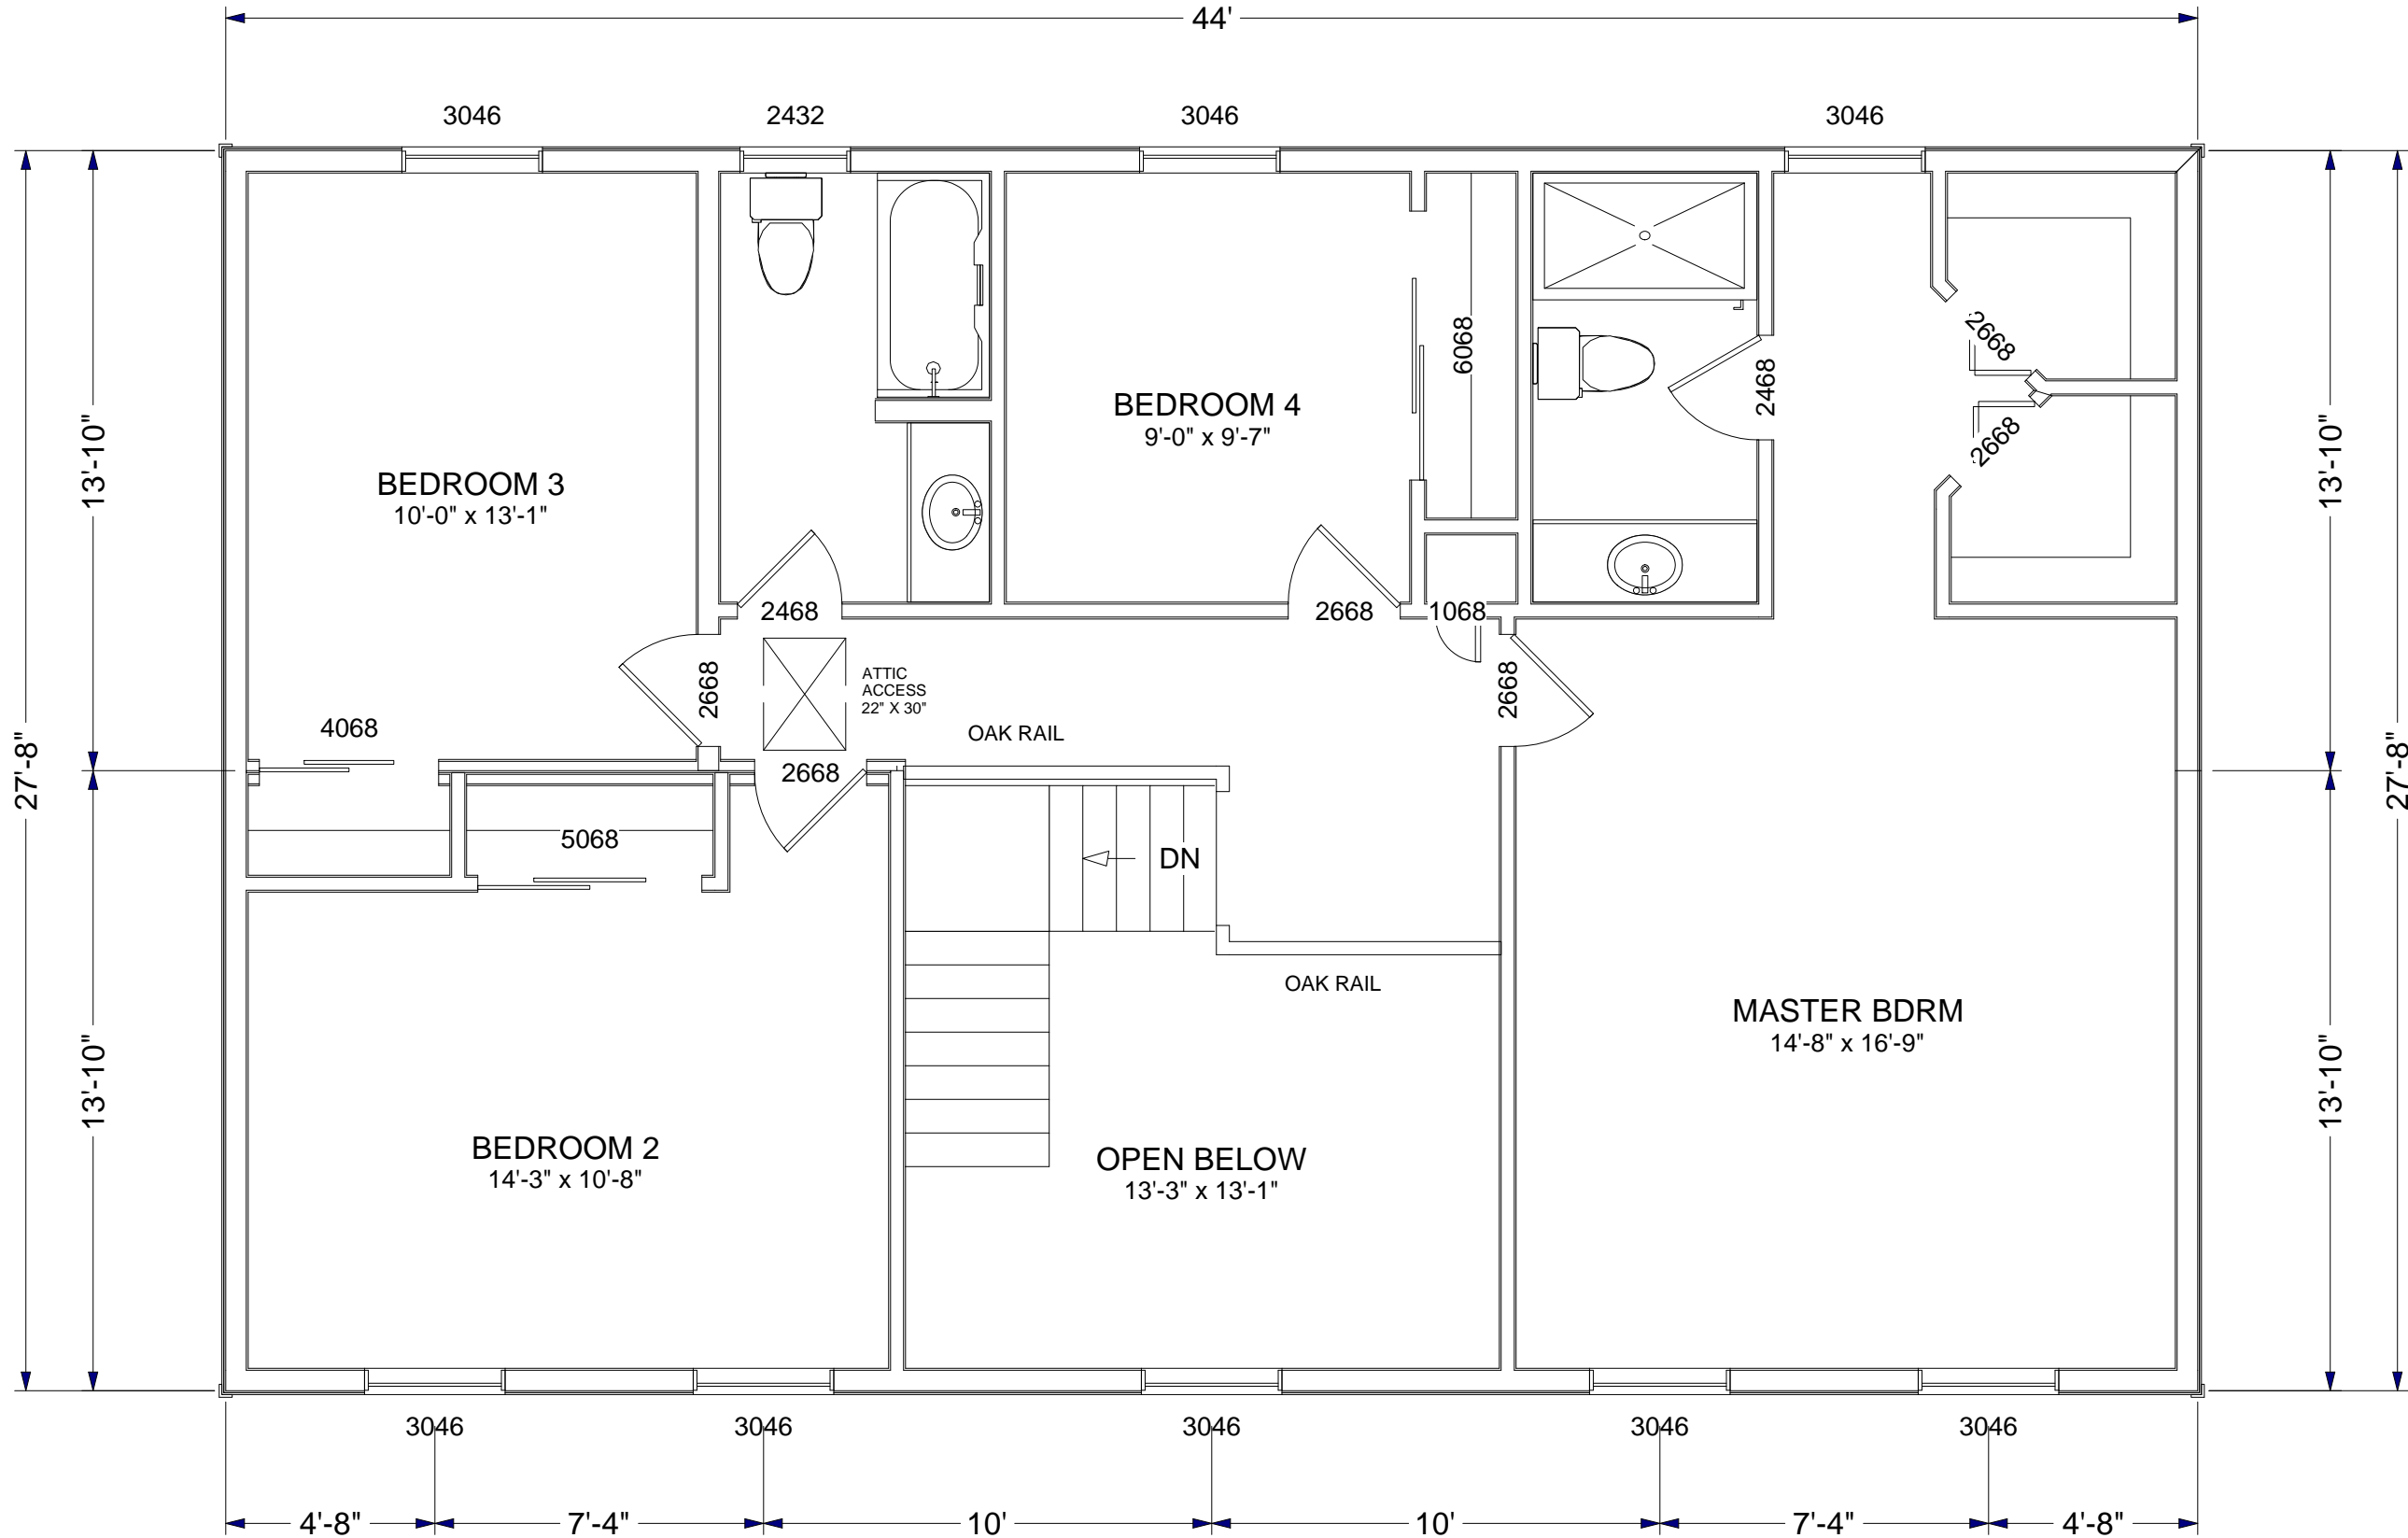 44'
3046
2432
3046
3046
2668
6068
2468
BEDROOM 4
9'-0" x 9'-7"
13'-10"
13'-10"
2668
BEDROOM 3
10'-0" x 13'-1"
2468
2668
1068
ATTIC
ACCESS
22" X 30"
2668
2668
4068
OAK RAIL
27'-8"
27'-8"
2668
5068
DN
OAK RAIL
MASTER BDRM
14'-8" x 16'-9"
13'-10"
13'-10"
BEDROOM 2
14'-3" x 10'-8"
OPEN BELOW
13'-3" x 13'-1"
3046
3046
3046
3046
3046
4'-8"
7'-4"
10'
10'
7'-4"
4'-8"